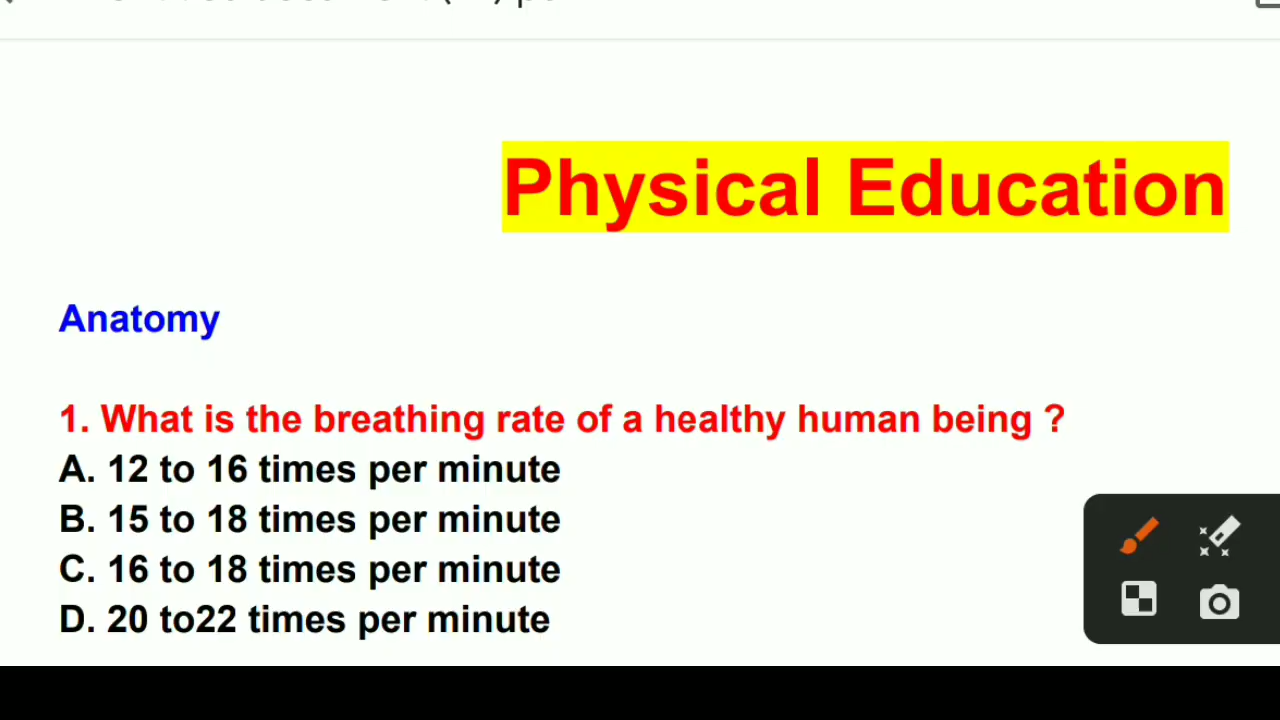 Physical Education
Anatomy
1. What is the breathing rate of a healthy human being ?
A. 12 to 16 times per minute
B. 15 to 18 times per minute
C. 16 to 18 times per minute
D. 20 to22 times per minute